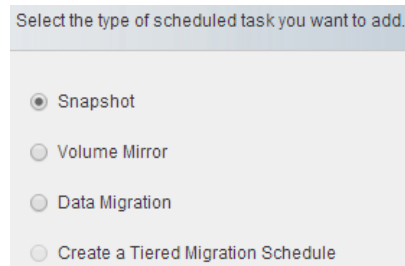 Select the type of scheduled task you want to add.
Snapshot
Volume Mirror
Data Migration
Create a Tiered Migration Schedule